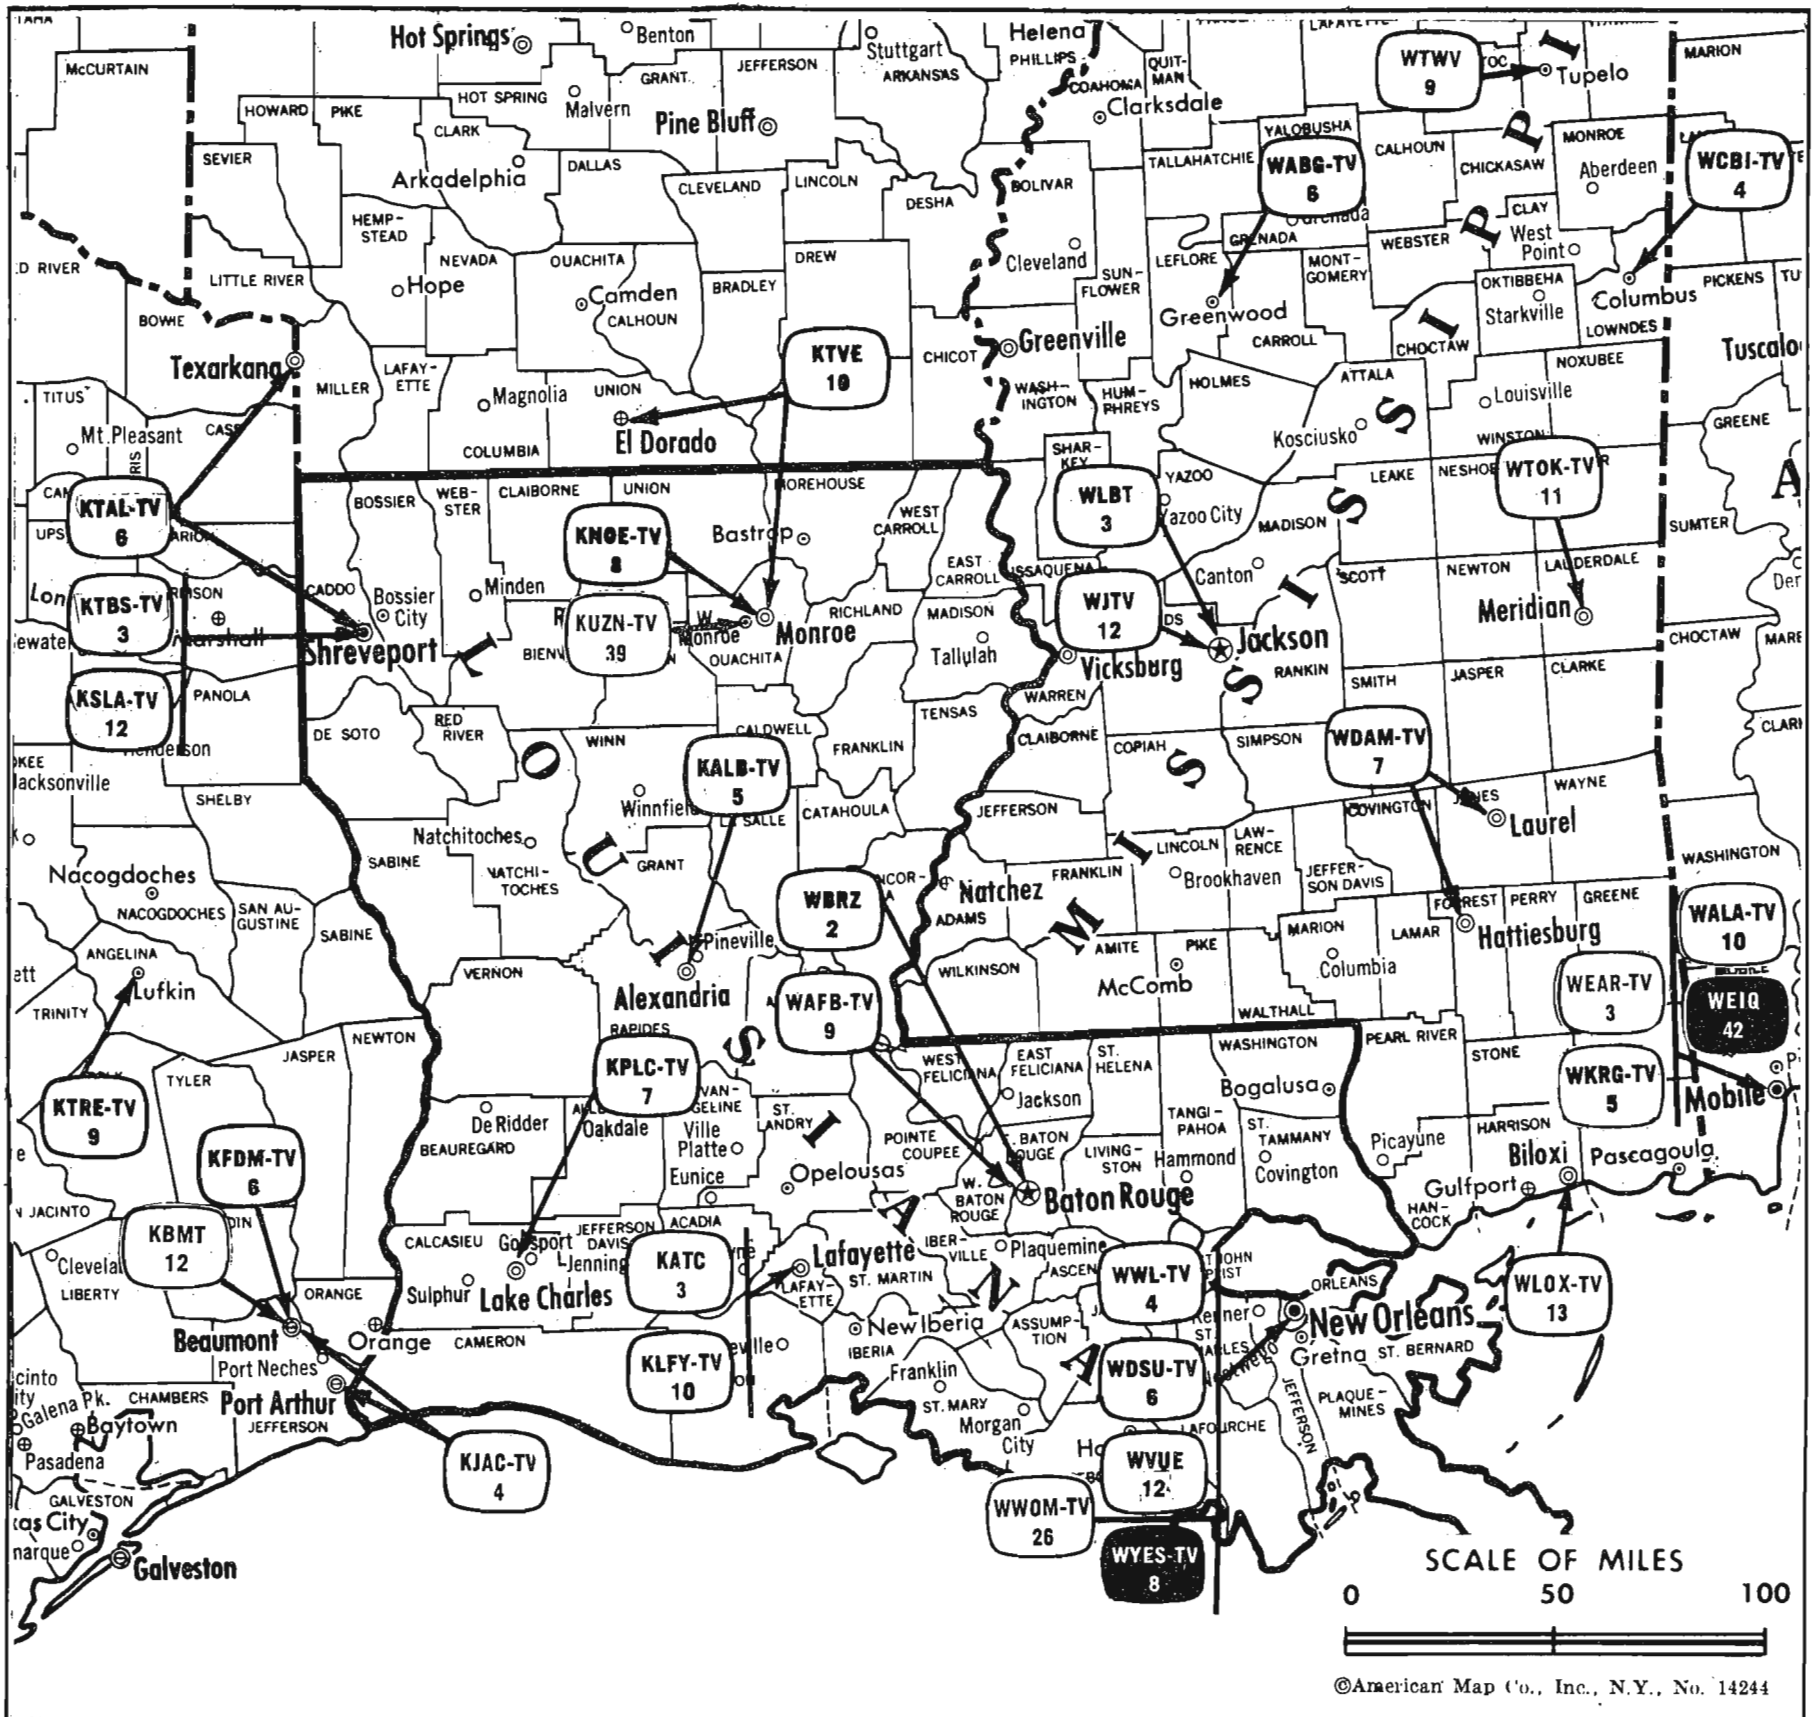 Hot Springs
Benton
Stuttgart
ARKANSAS
Helena
PHILLIPS
QUIT-
MAN
COAHOMA
Clarksdale
WTWV
9
Tupelo
MARION
McCURTAIN
GRANT
JEFFERSON
HOT SPRING
Malvern
HOWARD
PIKE
CLARK
Pine Bluff
SEVIER
Arkadelphia
DALLAS
CLEVELAND
LINCOLN
DESHA
BOLIVAR
TALLAHATCHIE
YALOBUSHA
WABG-TV
6
CALHOUN
CHICKASAW
MONROE
Aberdeen
WCBI-TV
4
HEMP-
STEAD
NEVADA
OUACHITA
DREW
Cleveland
SUN-
FLOWER
LEFLORE
GRENADA
MONT-
GOMERY
WEBSTER
CLAY
West
Point
OKTIBBEHA
Starkville
Columbus
LOWNDES
PICKENS
LITTLE RIVER
Hope
Camden
CALHOUN
BRADLEY
BOWIE
Texarkana
MILLER
LAFAY-
ETTE
Magnolia
UNION
KTVE
10
CHICOT
Greenville
WASH-
INGTON
HUM-
PHREYS
Greenwood
CARROLL
HOLMES
ATTALA
CHOCTAW
NOXUBEE
Louisville
WINSTON
GREENE
TITUS
Mt. Pleasant
COLUMBIA
El Dorado
Kosciusko
SHAR-
KEY
KTAL-TV
6
BOSSIER
WEB-
STER
CLAIBORNE
UNION
MOREHOUSE
WEST
CARROLL
WLBT
3
YAZOO
Yazoo City
MADISON
LEAKE
WTOK-TV
11
SUMTER
KNOE-TV
8
Bastrop
EAST
CARROLL
Canton
SCOTT
NEWTON
LAUDERDALE
KTBS-TV
3
Marshall
CADDO
Bossier
City
Minden
KUZN-TV
39
W.
Monroe
Monroe
OUACHITA
RICHLAND
MADISON
Tallulah
WJTV
12
Jackson
Meridian
CHOCTAW
Shreveport
Vicksburg
WARREN
RANKIN
SMITH
JASPER
CLARKE
KSLA-TV
12
PANOLA
DE SOTO
RED
RIVER
WINN
CALDWELL
FRANKLIN
TENSAS
CLAIBORNE
COPIAH
SIMPSON
WDAM-TV
7
Jacksonville
SHELBY
KALB-TV
5
CATAHOULA
JEFFERSON
COVINGTON
WAYNE
Laurel
Natchitoches
NATCHI-
TOCHES
SABINE
GRANT
LINCOLN
LAW-
RENCE
Brookhaven
JEFFER-
SON DAVIS
WASHINGTON
Nacogdoches
NACOGDOCHES
SAN AU-
GUSTINE
SABINE
WBRZ
2
Natchez
ADAMS
FRANKLIN
FORREST
PERRY
GREENE
WALA-TV
10
ANGELINA
Lufkin
TRINITY
VERNON
Pineville
Alexandria
RAPIDES
WAFB-TV
9
WILKINSON
AMITE
PIKE
McComb
WALTHALL
MARION
Columbia
LAMAR
Hattiesburg
WEAR-TV
3
WEIQ
42
NEWTON
JASPER
TYLER
KPLC-TV
7
WEST
FELICIANA
EAST
FELICIANA
Jackson
ST.
HELENA
WASHINGTON
Bogalusa
PEARL RIVER
STONE
WKRG-TV
5
Mobile
KTRE-TV
9
De Ridder
BEAUREGARD
Oakdale
Ville
Platte
Eunice
Opelousas
POINTE
COUPEE
LIVING-
STON
TANGI-
PAHOA
Hammond
ST.
TAMMANY
Covington
Picayune
HARRISON
Biloxi
Pascagoula
Gulfport
HAN-
COCK
KFDM-TV
6
W.
BATON
ROUGE
Baton Rouge
KBMT
12
LIBERTY
ORANGE
CALCASIEU
Sulphur
Lake Charles
JEFFERSON
DAVIS
ACADIA
KATC
3
Lafayette
LAFAY-
ETTE
ST. MARTIN
IBER-
VILLE
Plaquemine
WWL-TV
4
ORLEANS
New Orleans
WLOX-TV
13
Beaumont
Orange
CAMERON
Port Neches
Port Arthur
JEFFERSON
CHAMBERS
KLFY-TV
10
New Iberia
IBERIA
ASSUMP-
TION
Franklin
ST. MARY
Morgan
City
WDSU-TV
6
Gretna
ST. BERNARD
JEFFERSON
PLAQUE-
MINES
LAFOURCHE
Galena Pk.
Baytown
Pasadena
KJAC-TV
4
WVUE
12
WWOM-TV
26
WYES-TV
8
GALVESTON
Galveston
LOUISIANA
MISSISSIPPI
SCALE OF MILES
0 50 100
©American Map Co., Inc., N.Y., No. 14244